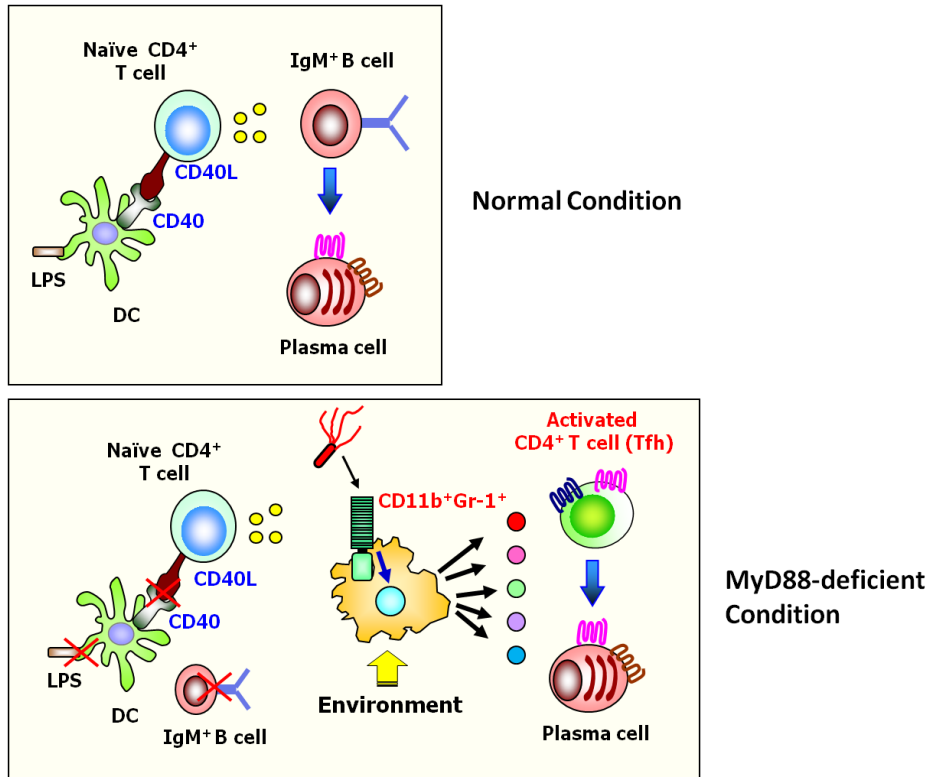 Naïve CD4+
T cell
IgM+ B cell
CD40L
CD40
LPS
DC
Plasma cell
Normal Condition
Activated
CD4+ T cell (Tfh)
Naïve CD4+
T cell
CD11b+Gr-1+
CD40L
CD40
LPS
DC
IgM+ B cell
Environment
Plasma cell
MyD88-deficient
Condition